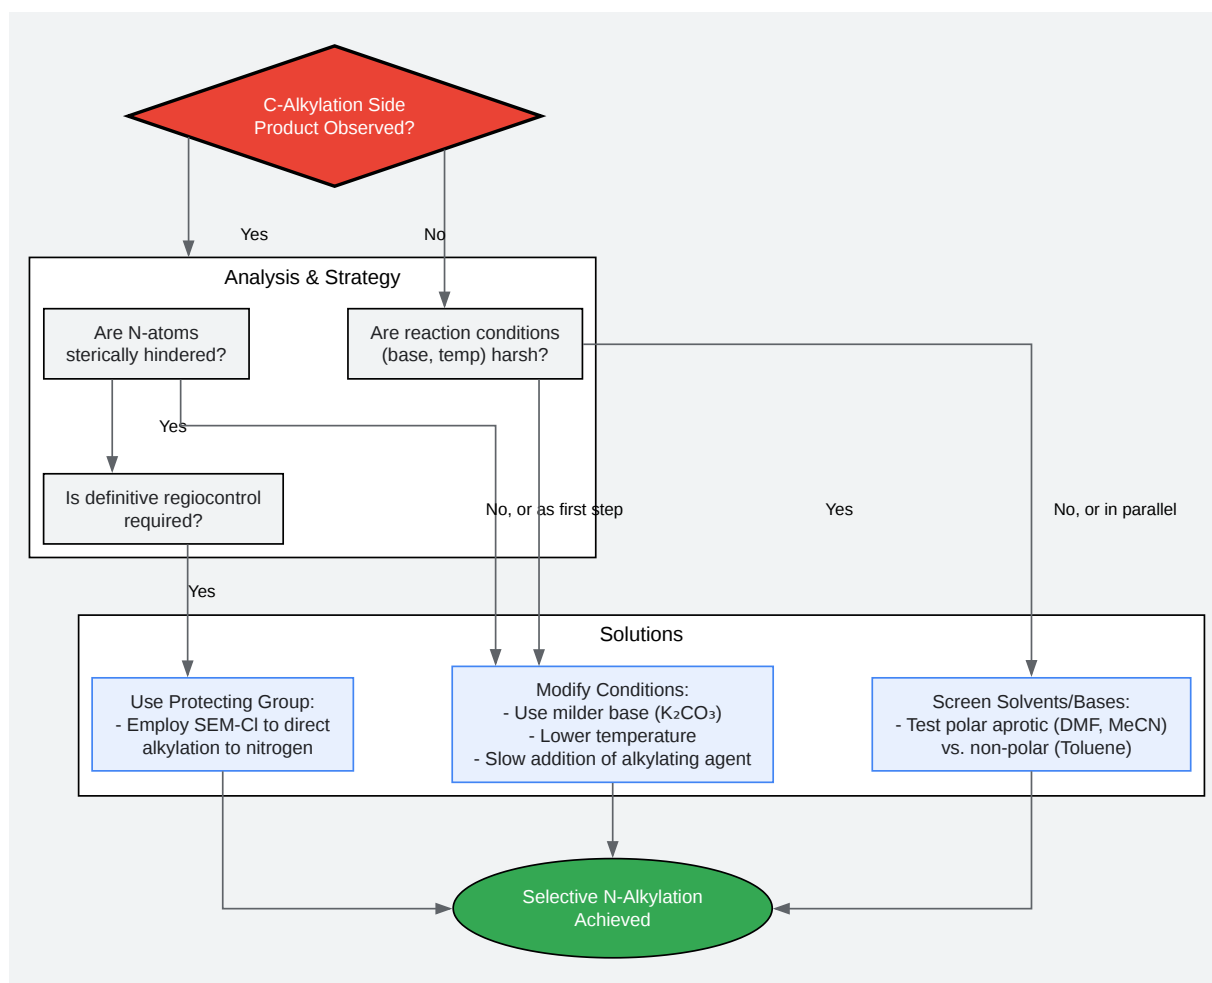 C-Alkylation Side
Product Observed?
Yes
No
Analysis & Strategy
Are N-atoms
sterically hindered?
Are reaction conditions
(base, temp) harsh?
Yes
Is definitive regiocontrol
required?
No, or as first step
Yes
No, or in parallel
Yes
Solutions
Use Protecting Group:
- Employ SEM-Cl to direct
alkylation to nitrogen
Modify Conditions:
- Use milder base (K₂CO₃)
- Lower temperature
- Slow addition of alkylating agent
Screen Solvents/Bases:
- Test polar aprotic (DMF, MeCN)
vs. non-polar (Toluene)
Selective N-Alkylation
Achieved